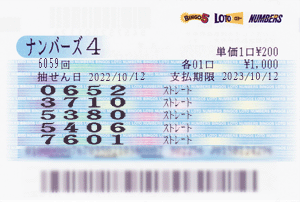 BINGO5 LOTO NUMBERS
ナンバーズ4 単価1口¥200
6059回 各01口 ¥1,000
抽せん日 2022/10/12 支払期限 2023/10/12
0652 ストレート
3710 ストレート
5380 ストレート
5406 ストレート
7601 ストレート